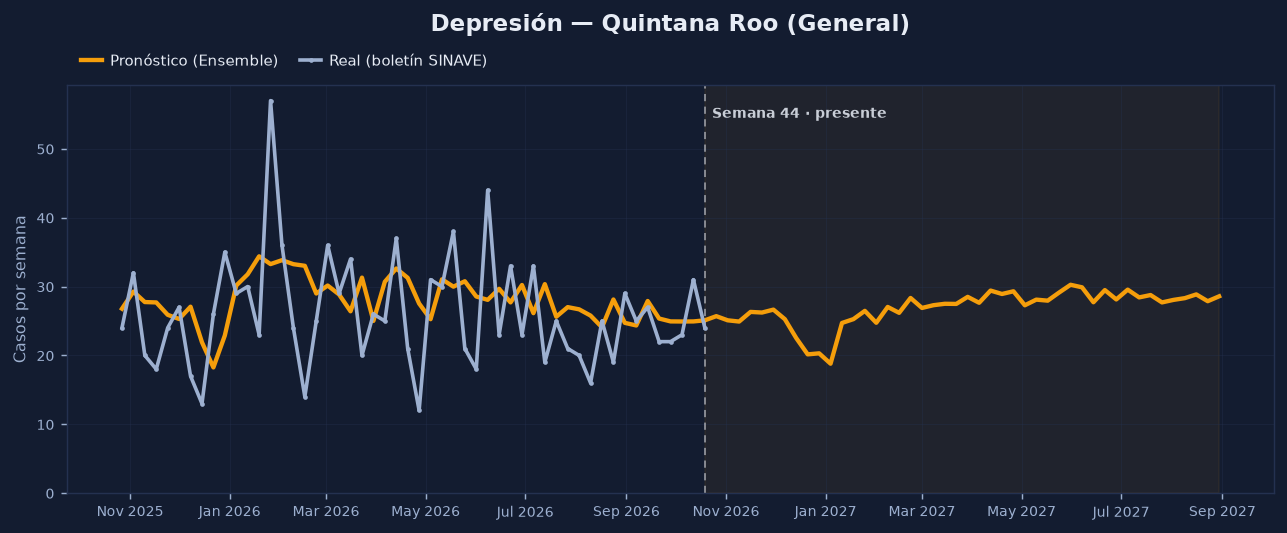 Depresión — Quintana Roo (General)
Pronóstico (Ensemble)
Real (boletín SINAVE)
Semana 44 · presente
Casos por semana
50
40
30
20
10
0
Nov 2025
Jan 2026
Mar 2026
May 2026
Jul 2026
Sep 2026
Nov 2026
Jan 2027
Mar 2027
May 2027
Jul 2027
Sep 2027